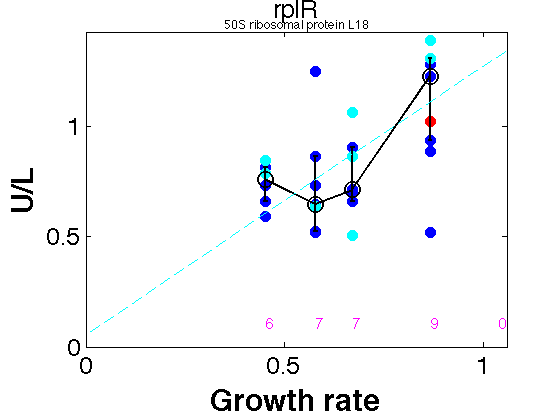 rplR
50S ribosomal protein L18
U/L
1
0.5
0
6 7 7 9 0
0 0.5 1
Growth rate